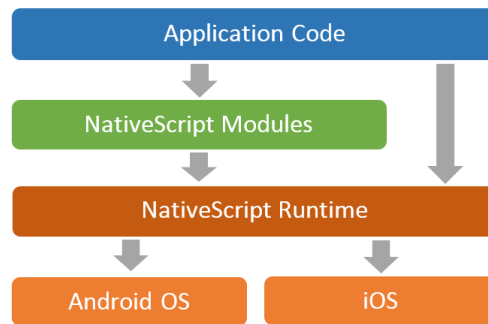 Application Code
NativeScript Modules
NativeScript Runtime
Android OS
iOS